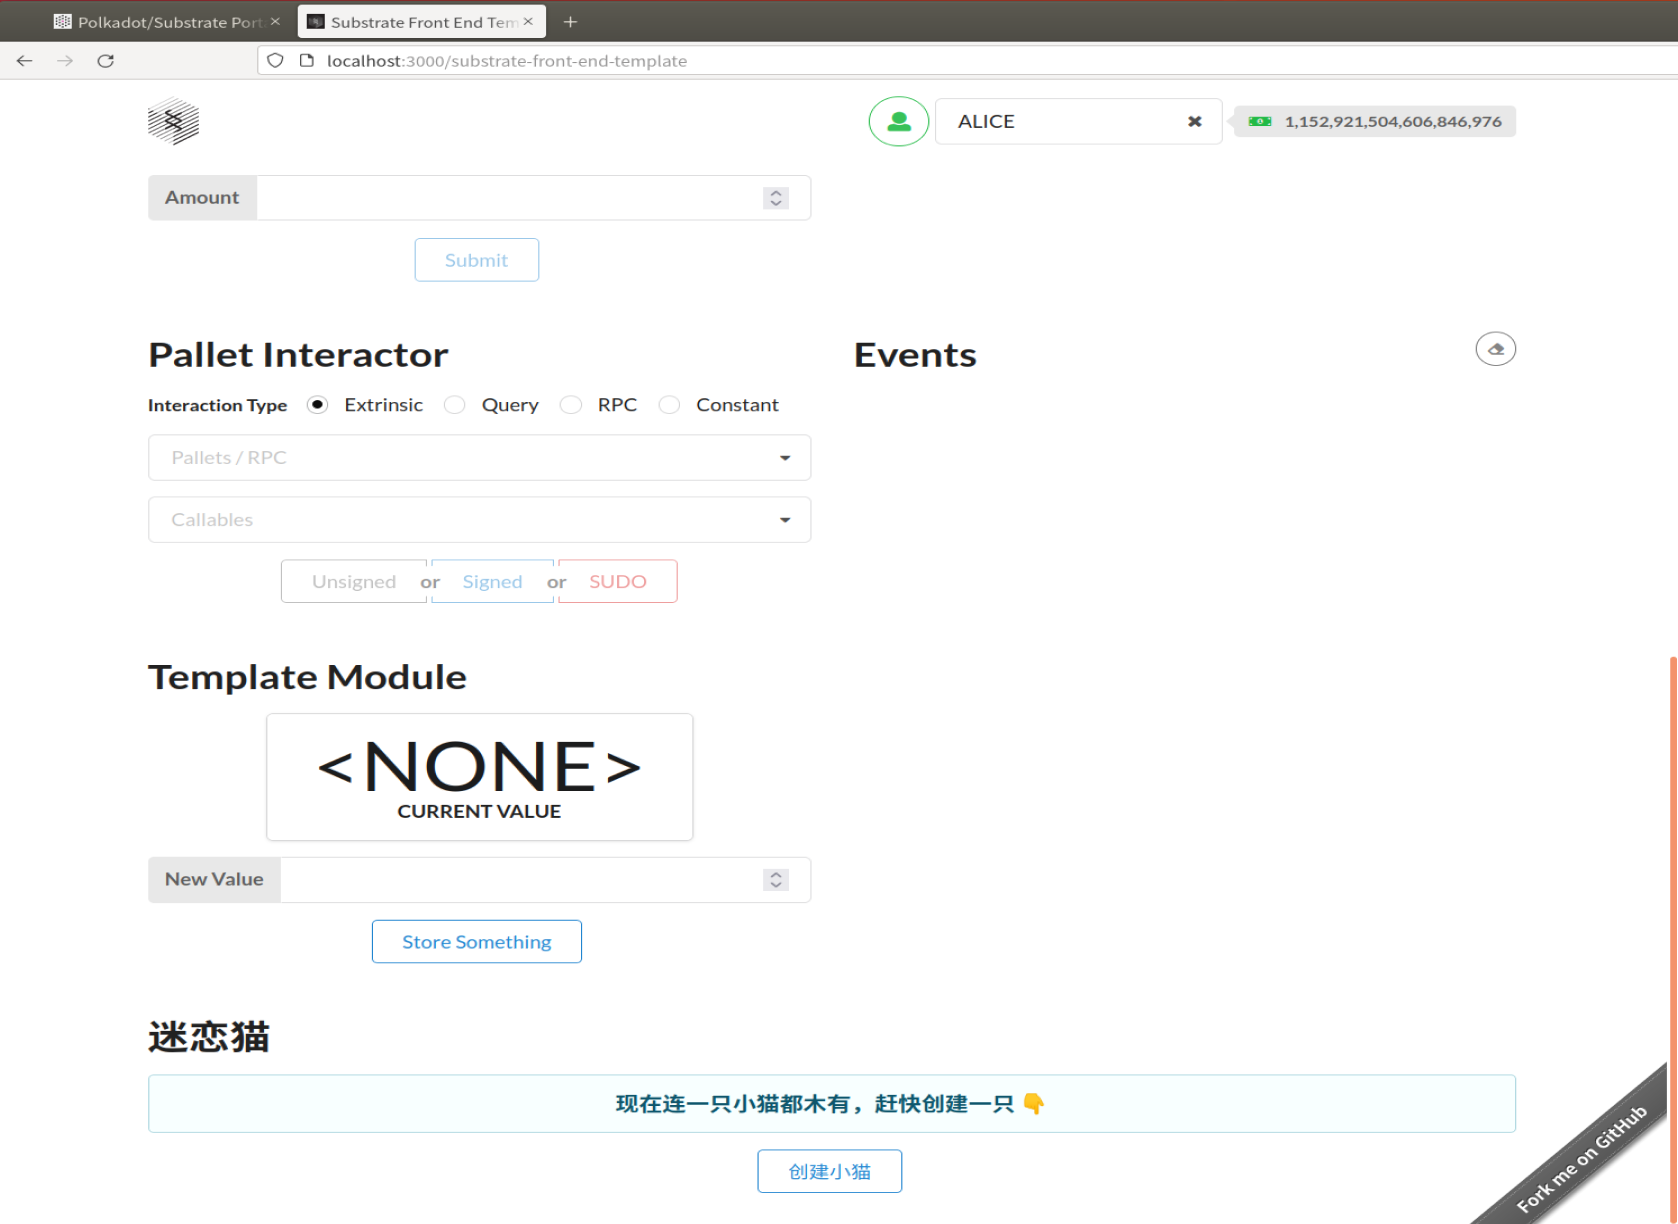 Polkadot/Substrate Port
Substrate Front End Tem
localhost:3000/substrate-front-end-template
ALICE
1,152,921,504,606,846,976
Amount
Submit
Pallet Interactor
Events
Interaction Type Extrinsic Query RPC Constant
Pallets / RPC
Callables
Unsigned or Signed or SUDO
Template Module
<NONE>
CURRENT VALUE
New Value
Store Something
迷恋猫
现在连一只小猫都木有，赶快创建一只 👇
创建小猫
Fork me on GitHub